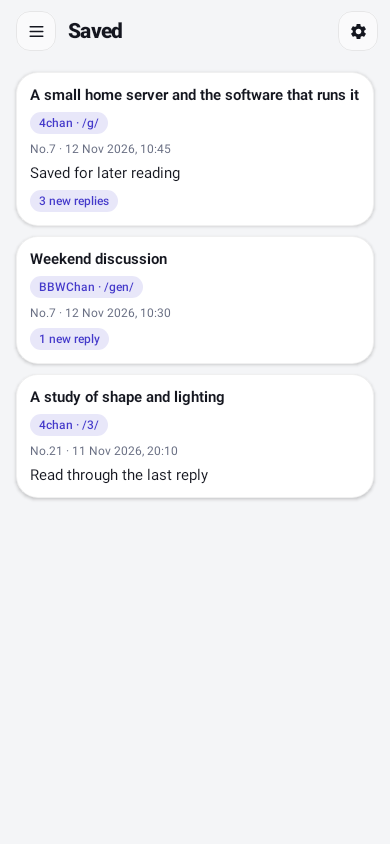 Saved
A small home server and the software that runs it
4chan · /g/
No.7 · 12 Nov 2026, 10:45
Saved for later reading
3 new replies
Weekend discussion
BBWChan · /gen/
No.7 · 12 Nov 2026, 10:30
1 new reply
A study of shape and lighting
4chan · /3/
No.21 · 11 Nov 2026, 20:10
Read through the last reply